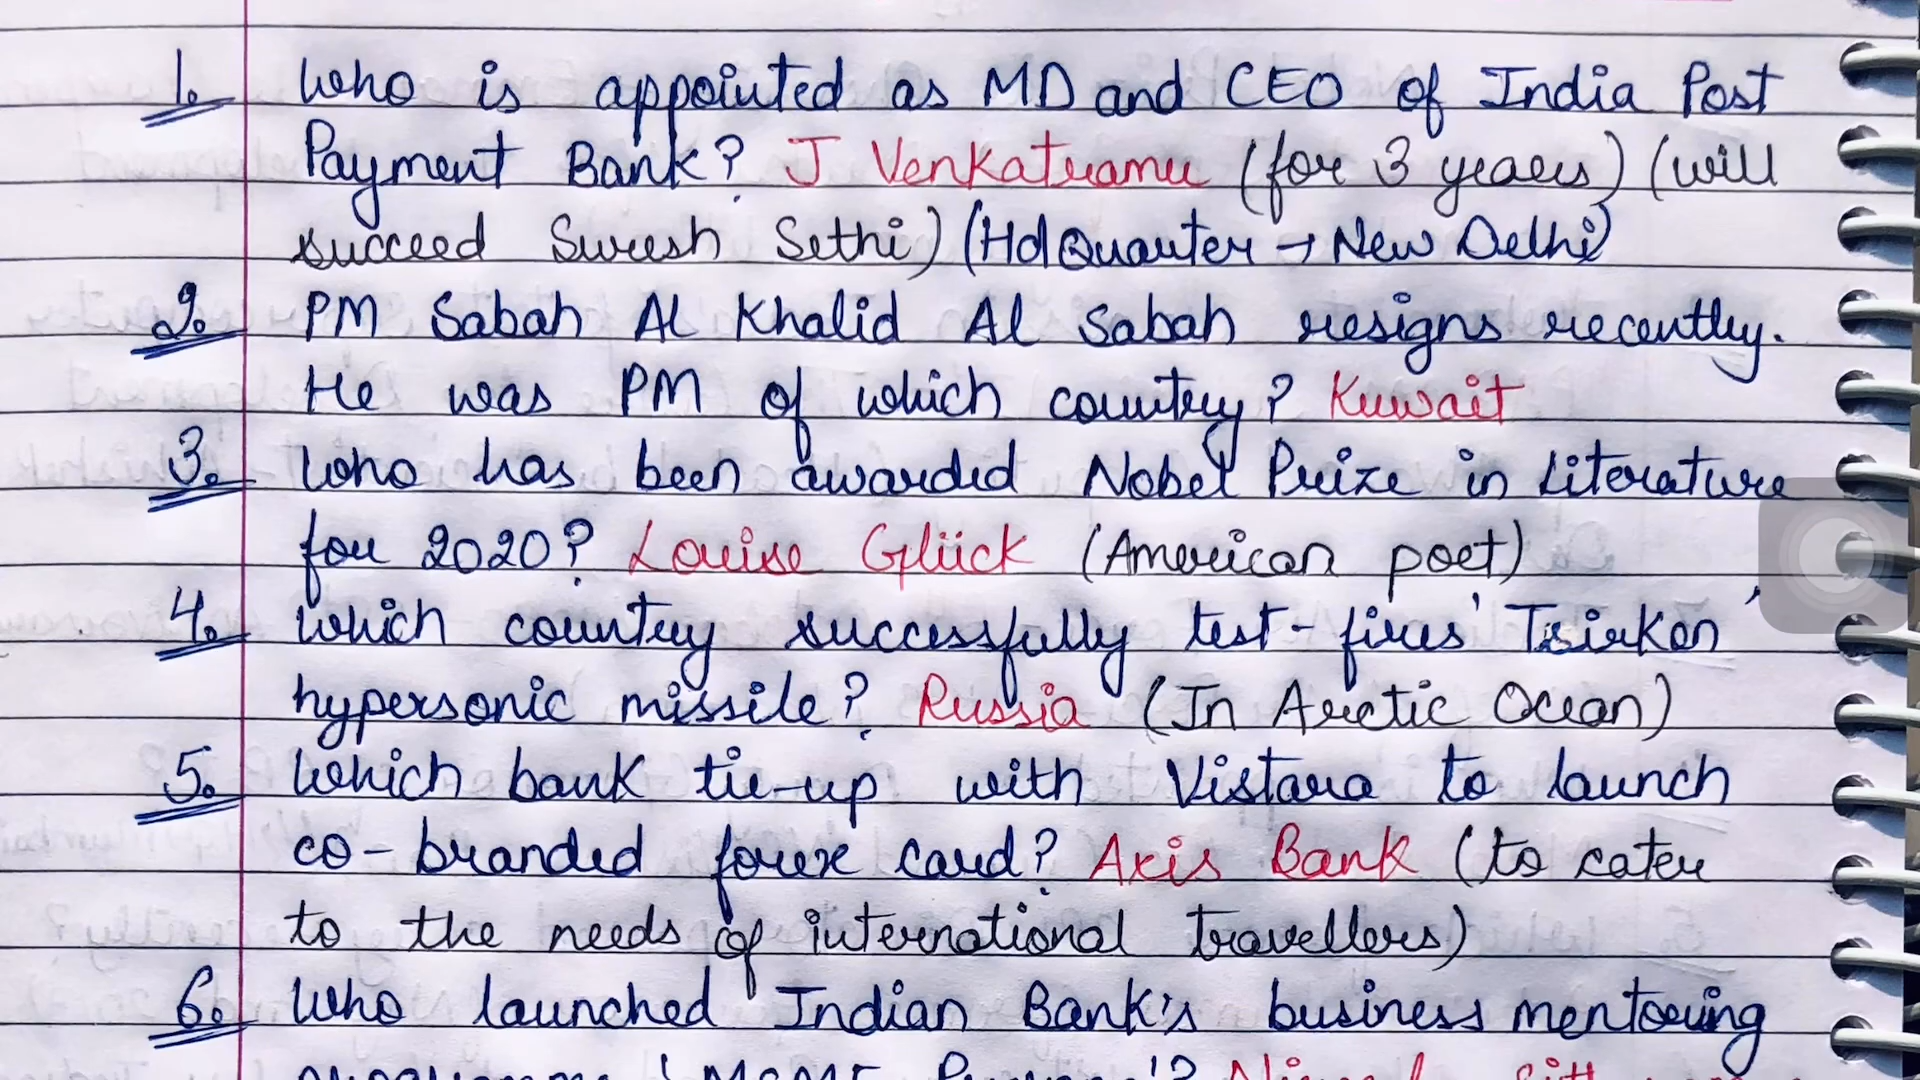 1. Who is appointed as MD and CEO of India Post
Payment Bank? J Venkatramu (for 3 years) (will
succeed Suresh Sethi) (HdQuarter → New Delhi)
2. PM Sabah Al Khalid Al Sabah resigns recently.
He was PM of which country? Kuwait
3. Who has been awarded Nobel Prize in Literature
for 2020? Louise Glück (American poet)
4. Which country successfully test-fires 'Tsirkon'
hypersonic missile? Russia (In Arctic Ocean)
5. Which bank tie-up with Vistara to launch
co-branded forex card? Axis Bank (to cater
to the needs of international travellers)
6. Who launched Indian Bank's business mentoring
programme